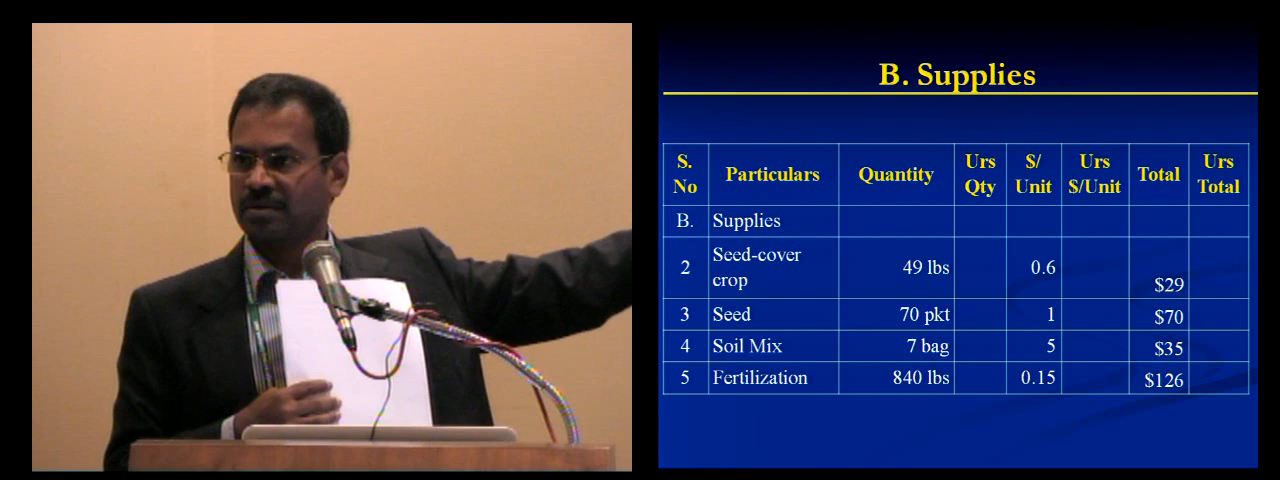 B. Supplies
S. No Particulars Quantity Urs Qty $/ Unit Urs $/Unit Total Urs Total
B. Supplies
2 Seed-cover crop 49 lbs 0.6 $29
3 Seed 70 pkt 1 $70
4 Soil Mix 7 bag 5 $35
5 Fertilization 840 lbs 0.15 $126